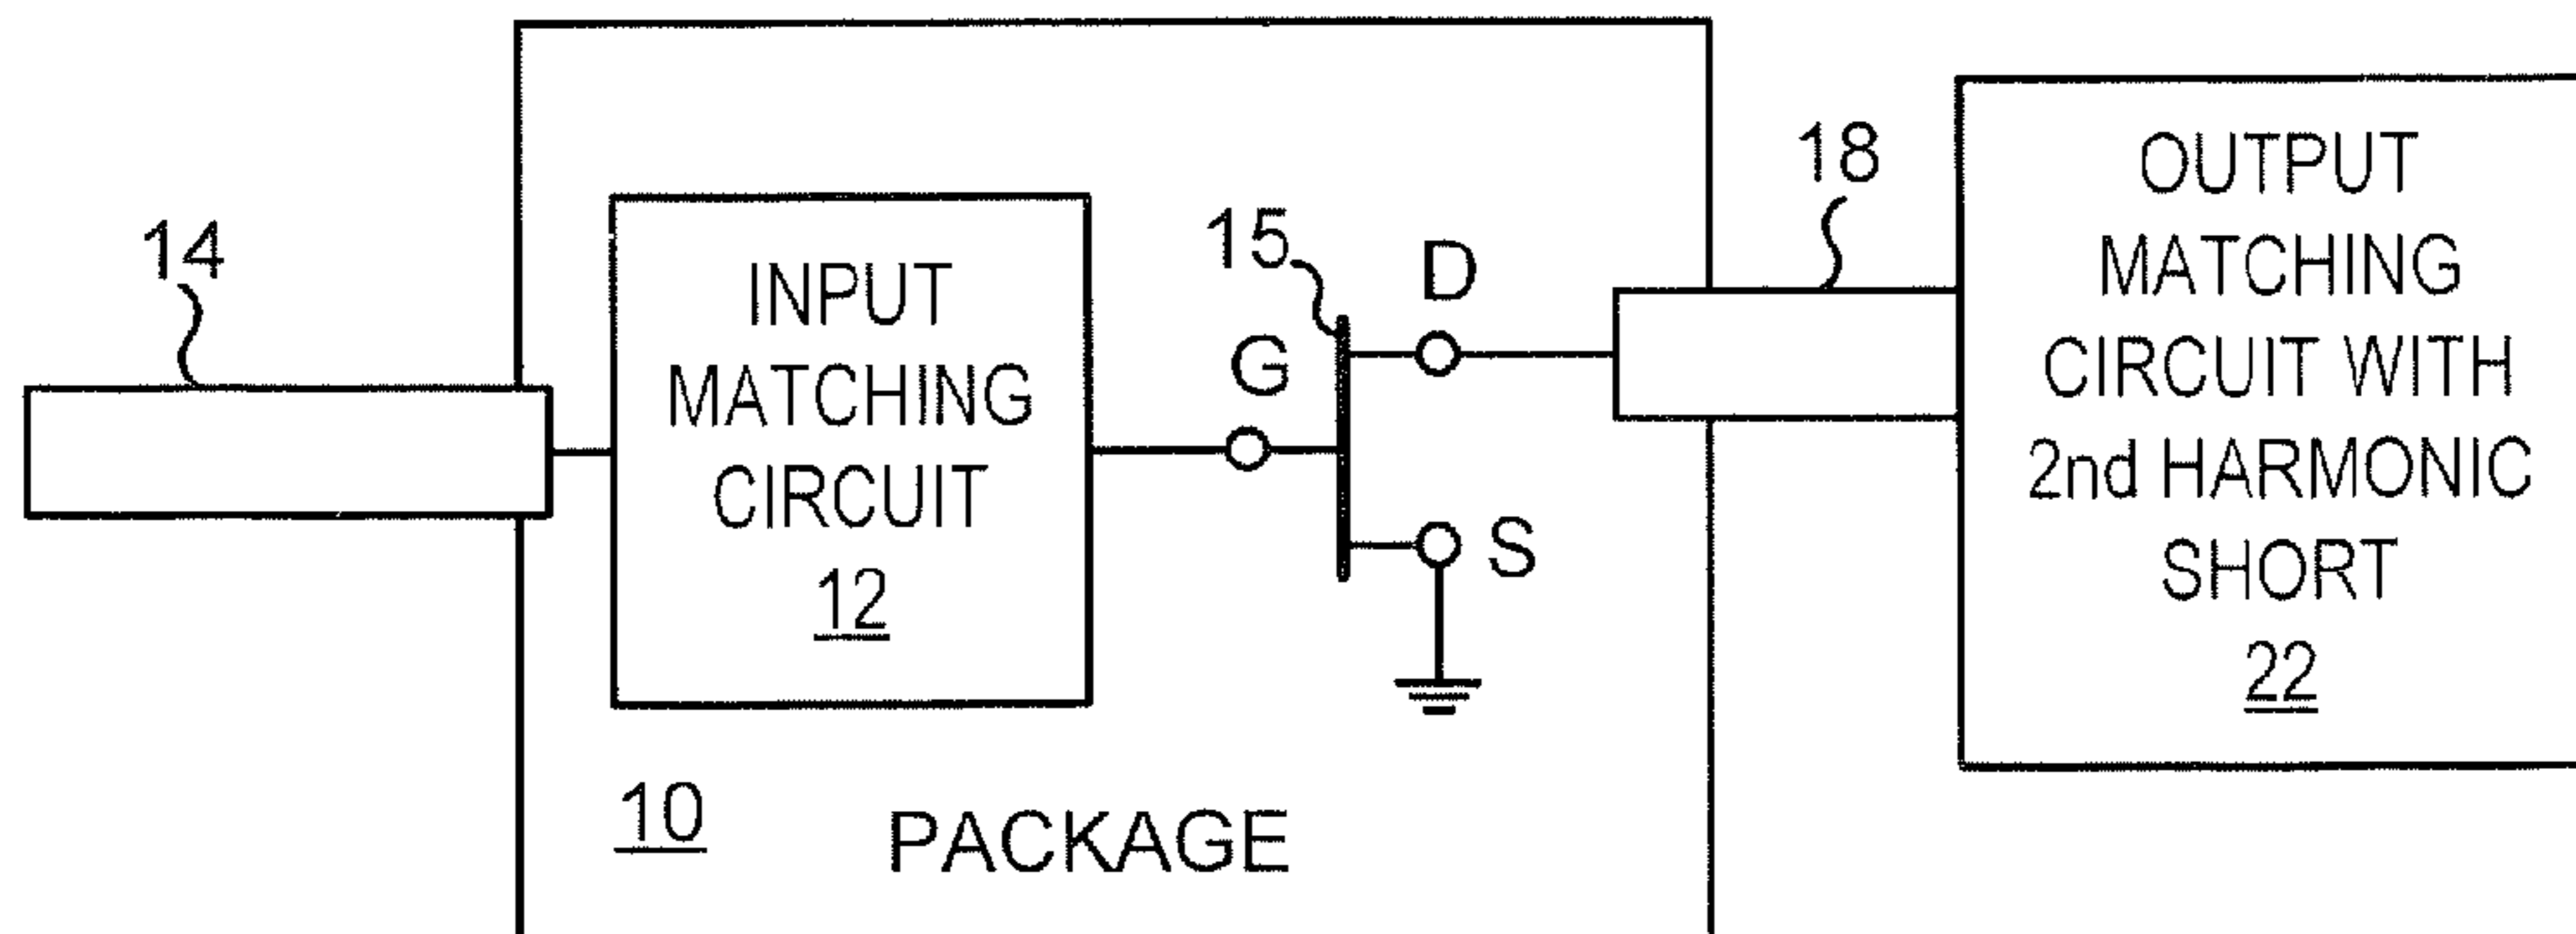 14
INPUT
MATCHING
CIRCUIT
12
G
15
D
S
18
OUTPUT
MATCHING
CIRCUIT WITH
2nd HARMONIC
SHORT
22
10
PACKAGE